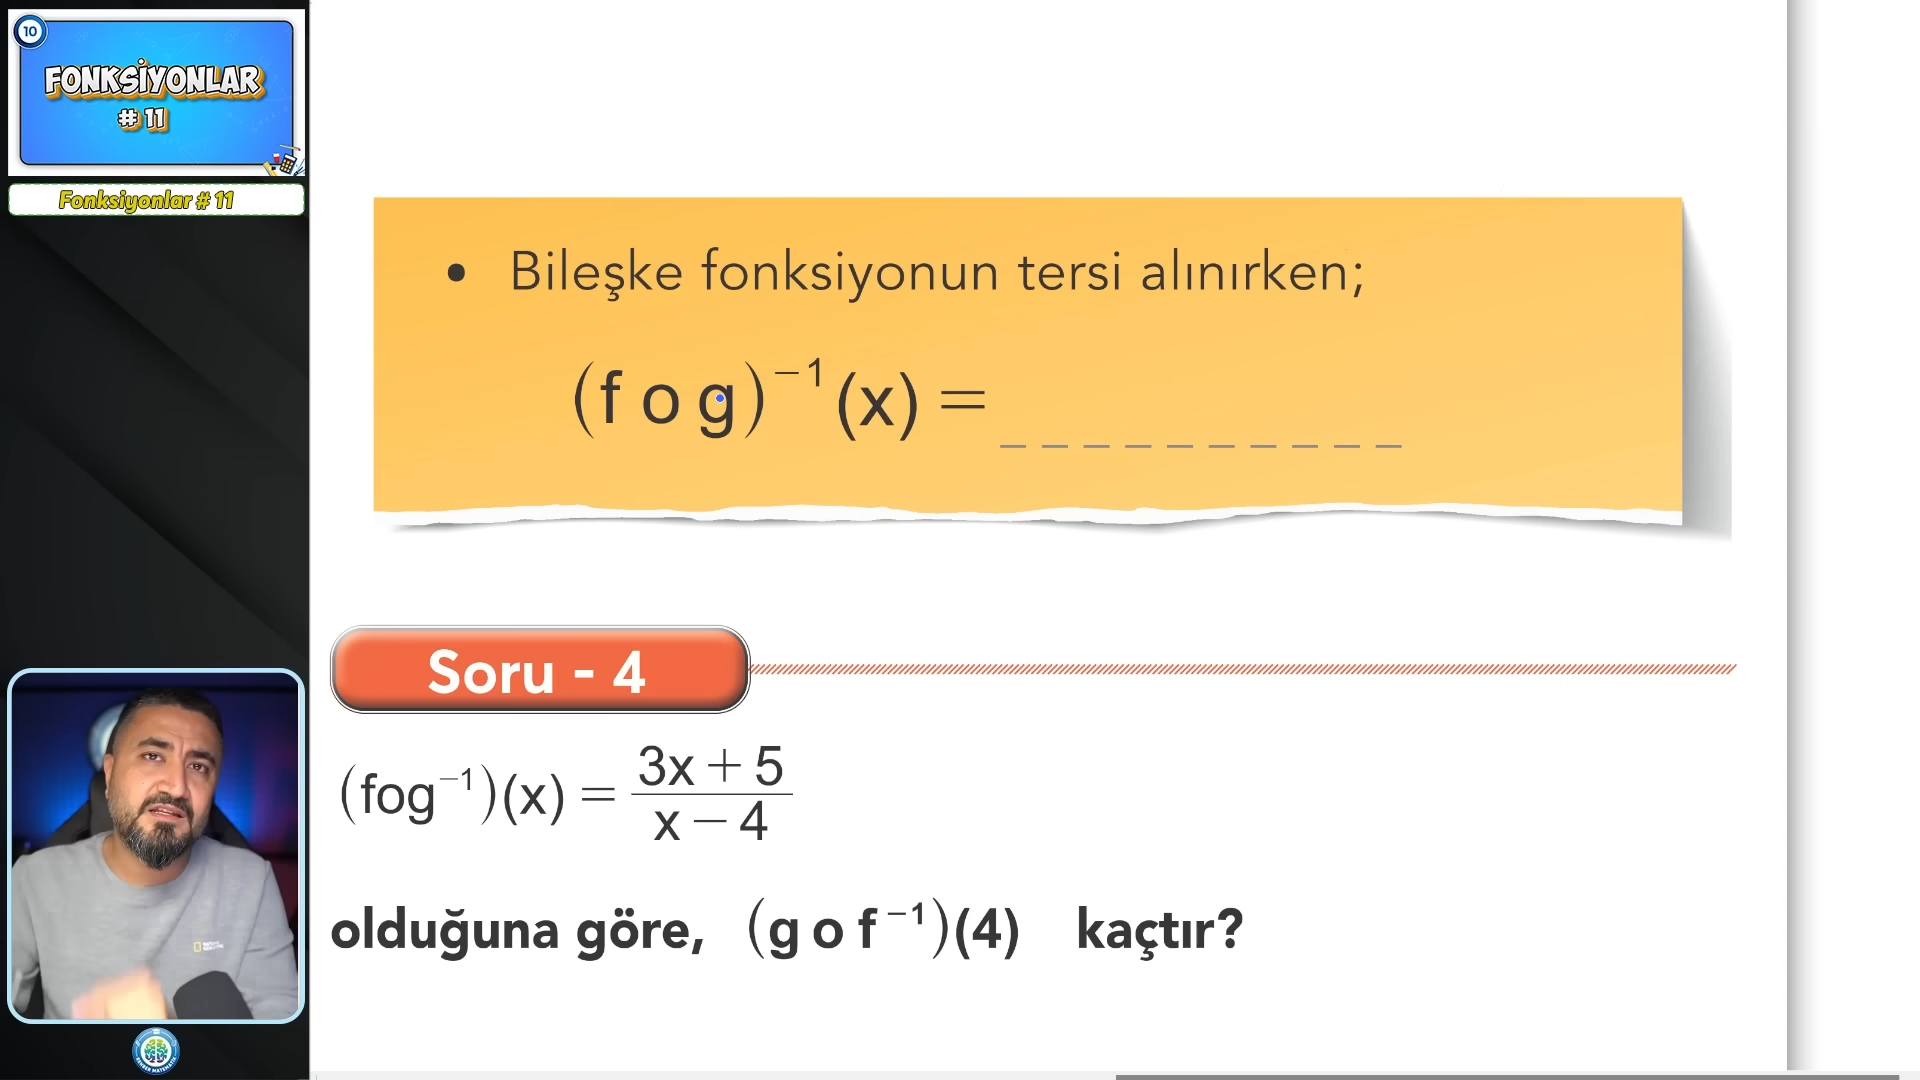 10
FONKSİYONLAR
# 11
Fonksiyonlar # 11
• Bileşke fonksiyonun tersi alınırken;
(f o g)⁻¹(x) = _ _ _ _ _ _ _ _ _ _
Soru - 4
(fog⁻¹)(x) = (3x + 5)/(x − 4)
olduğuna göre, (g o f⁻¹)(4) kaçtır?